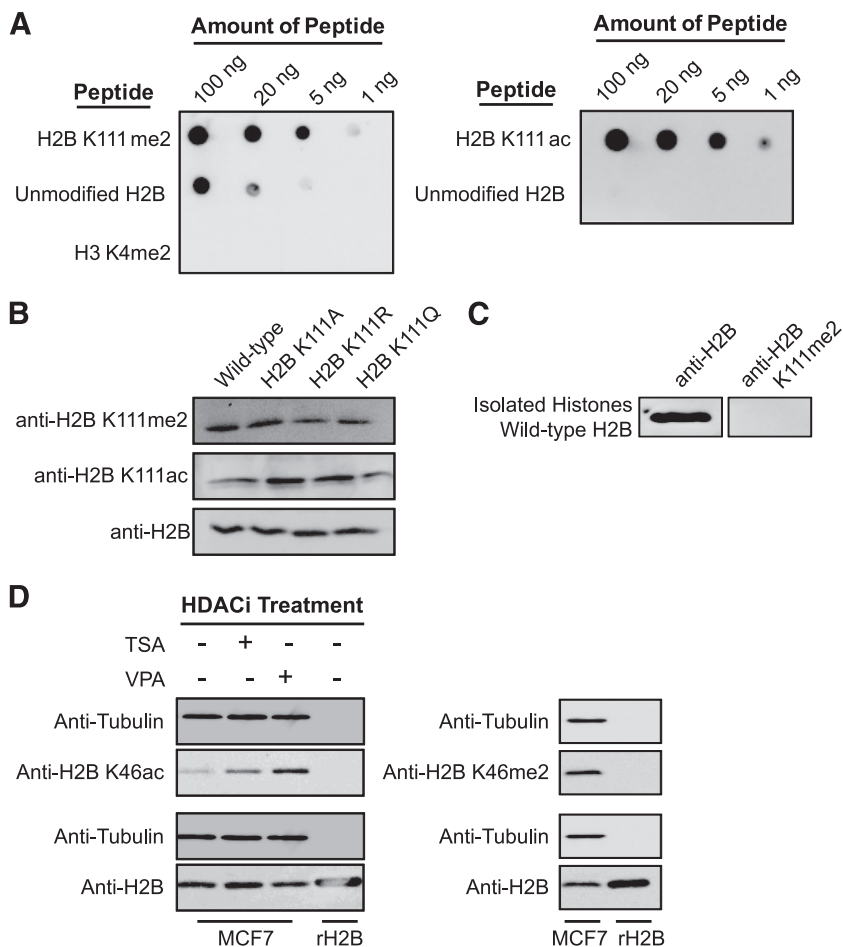 A
Amount of Peptide
100 ng 20 ng 5 ng 1 ng
Peptide
H2B K111 me2
Unmodified H2B
H3 K4me2
Amount of Peptide
100 ng 20 ng 5 ng 1 ng
Peptide
H2B K111 ac
Unmodified H2B
B
Wild-type H2B K111A H2B K111R H2B K111Q
anti-H2B K111me2
anti-H2B K111ac
anti-H2B
C
anti-H2B anti-H2B K111me2
Isolated Histones
Wild-type H2B
D
HDACi Treatment
TSA - + - -
VPA - - + -
Anti-Tubulin
Anti-H2B K46ac
Anti-Tubulin
Anti-H2B
MCF7 rH2B
Anti-Tubulin
Anti-H2B K46me2
Anti-Tubulin
Anti-H2B
MCF7 rH2B